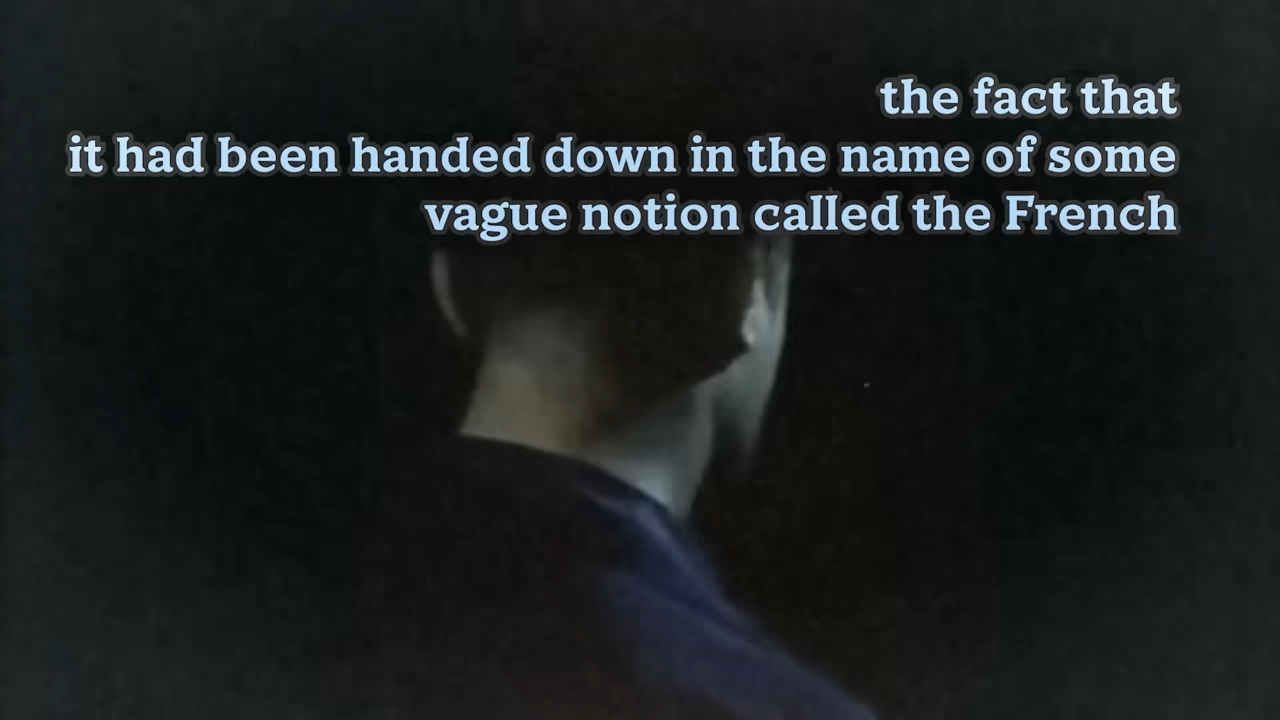 the fact that
it had been handed down in the name of some
vague notion called the French